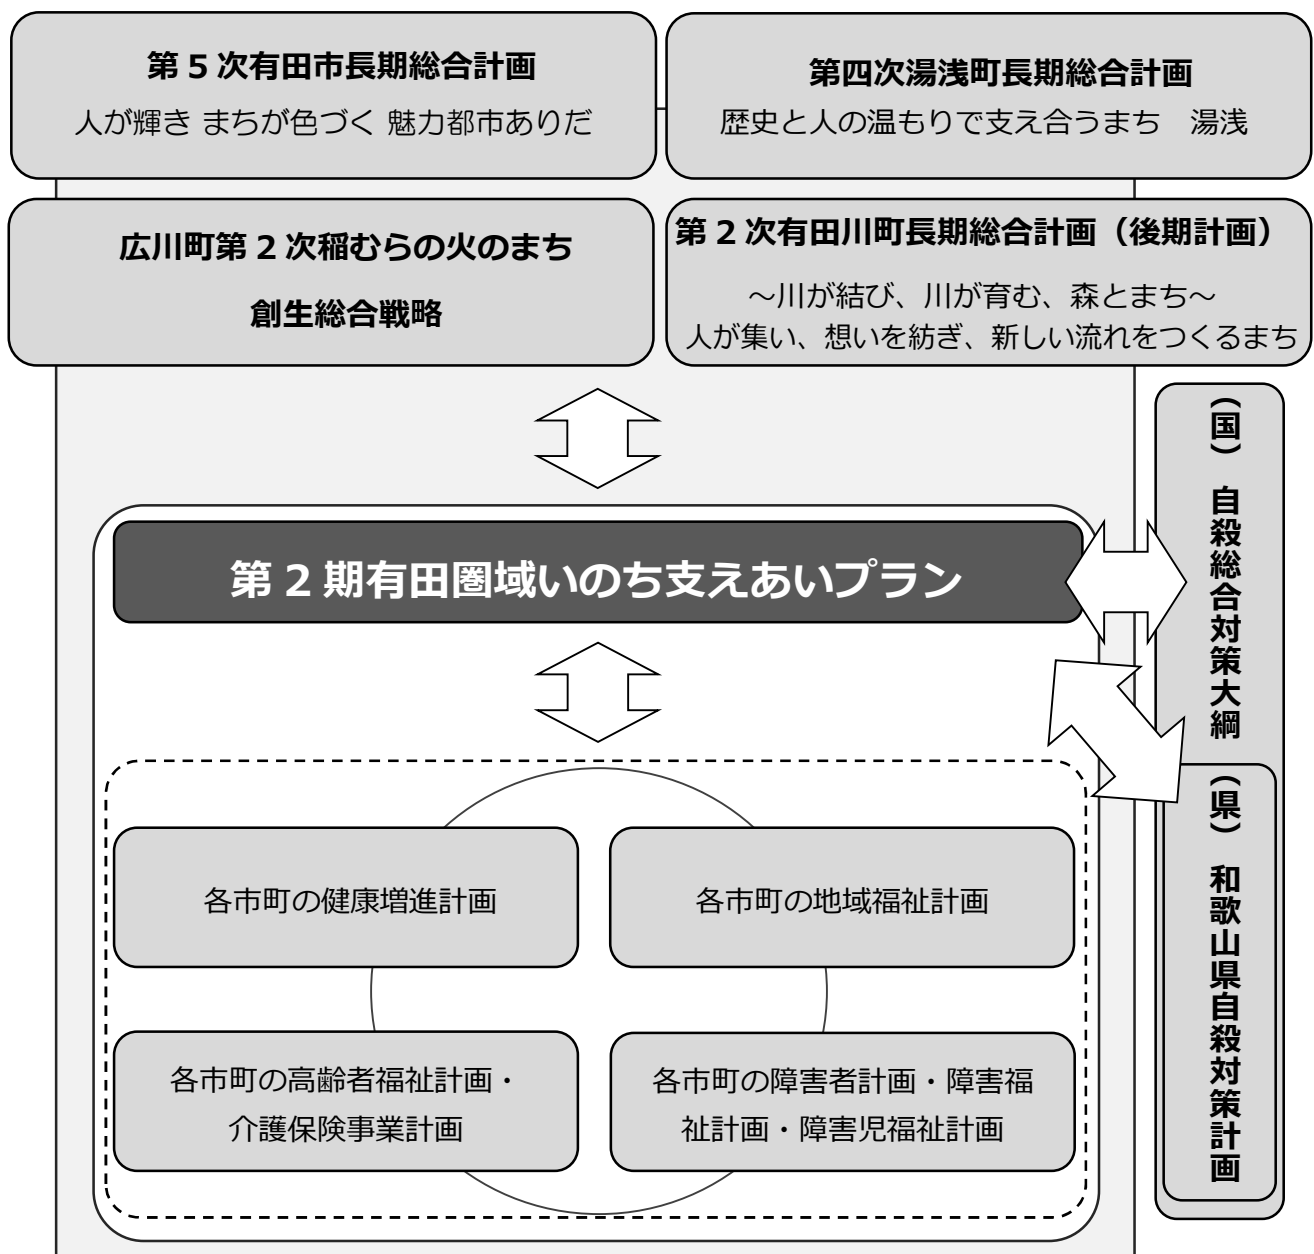 第5次有田市長期総合計画
人が輝き まちが色づく 魅力都市ありだ
第四次湯浅町長期総合計画
歴史と人の温もりで支え合うまち　湯浅
広川町第2次稲むらの火のまち
創生総合戦略
第2次有田川町長期総合計画（後期計画）
～川が結び、川が育む、森とまち～
人が集い、想いを紡ぎ、新しい流れをつくるまち
第2期有田圏域いのち支えあいプラン
（国）　自殺総合対策大綱
（県）　和歌山県自殺対策計画
各市町の健康増進計画
各市町の地域福祉計画
各市町の高齢者福祉計画・
介護保険事業計画
各市町の障害者計画・障害福
祉計画・障害児福祉計画